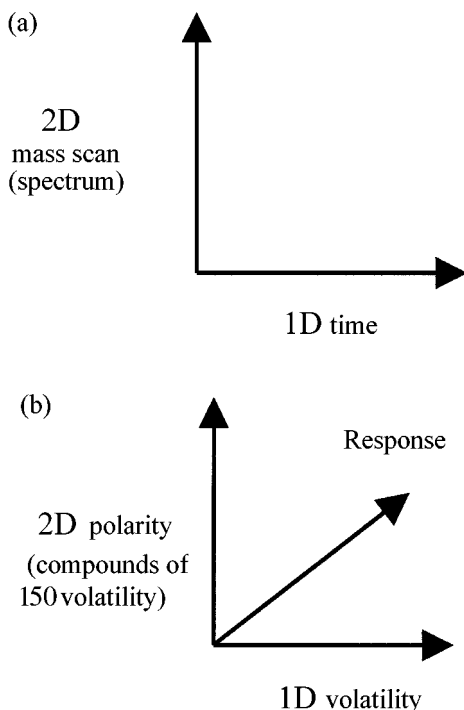 (a)
2D
mass scan
(spectrum)
1D time
(b)
Response
2D polarity
(compounds of
150 volatility)
1D volatility